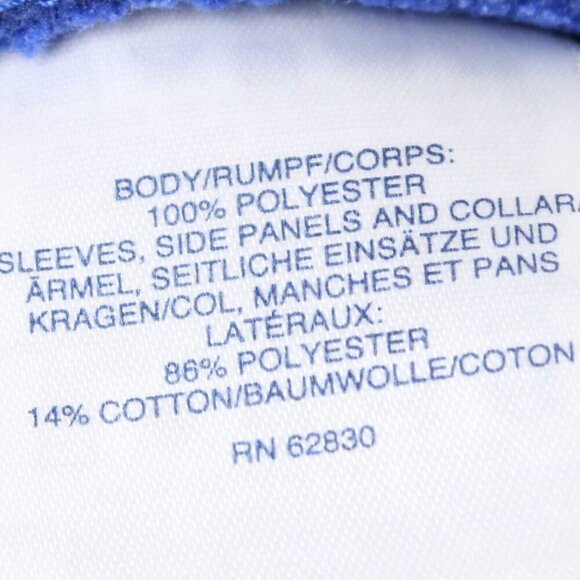 BODY/RUMPF/CORPS:
100% POLYESTER
SLEEVES, SIDE PANELS AND COLLAR/
ÄRMEL, SEITLICHE EINSÄTZE UND
KRAGEN/COL, MANCHES ET PANS
LATÉRAUX:
86% POLYESTER
14% COTTON/BAUMWOLLE/COTON
RN 62830